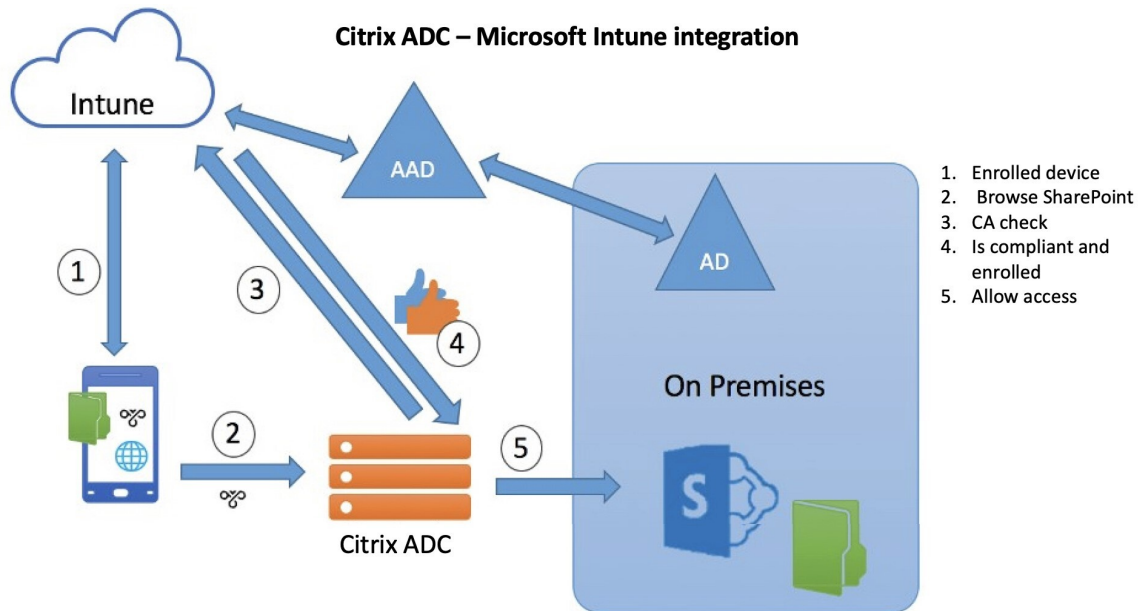 Citrix ADC – Microsoft Intune integration
Intune
AAD
AD
1. Enrolled device
2. Browse SharePoint
3. CA check
4. Is compliant and
enrolled
5. Allow access
1
3
4
On Premises
2
5
S
Citrix ADC